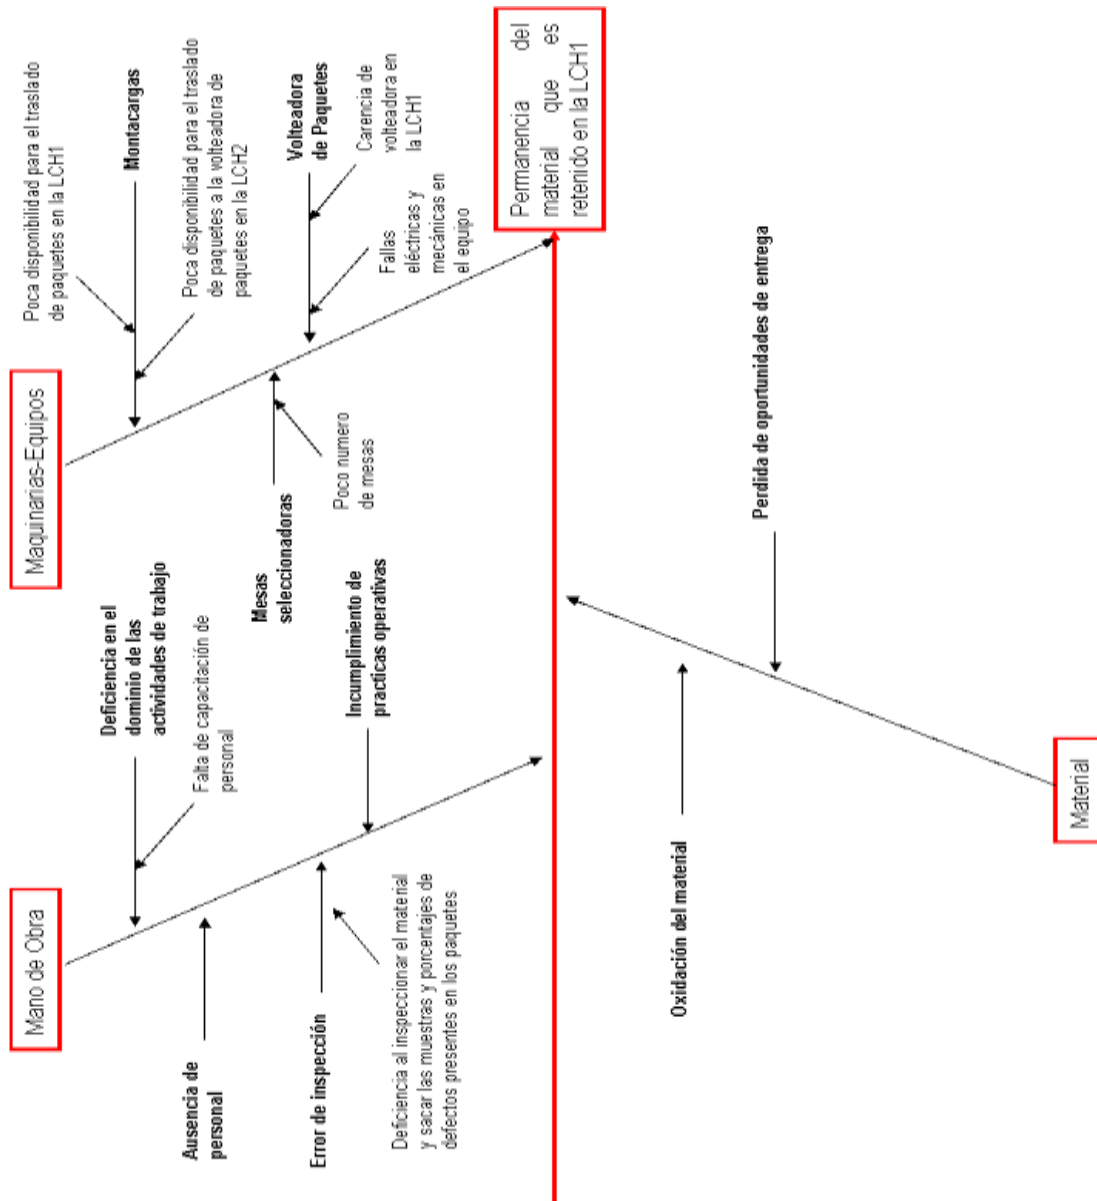 Mano de Obra
Maquinarias-Equipos
Deficiencia en el
dominio de las
actividades de trabajo
Falta de capacitación de
personal
Ausencia de
personal
Error de inspección
Deficiencia al inspeccionar el material
y sacar las muestras y porcentajes de
defectos presentes en los paquetes
Incumplimiento de
practicas operativas
Poca disponibilidad para el traslado
de paquetes en la LCH1
Montacargas
Poca disponibilidad para el traslado
de paquetes a la volteadora de
paquetes en la LCH2
Mesas
seleccionadoras
Poco numero
de mesas
Volteadora
de Paquetes
Carencia de
volteadora en
la LCH1
Fallas
eléctricas y
mecánicas en
el equipo
Permanencia del
material que es
retenido en la LCH1
Oxidación del material
Perdida de oportunidades de entrega
Material